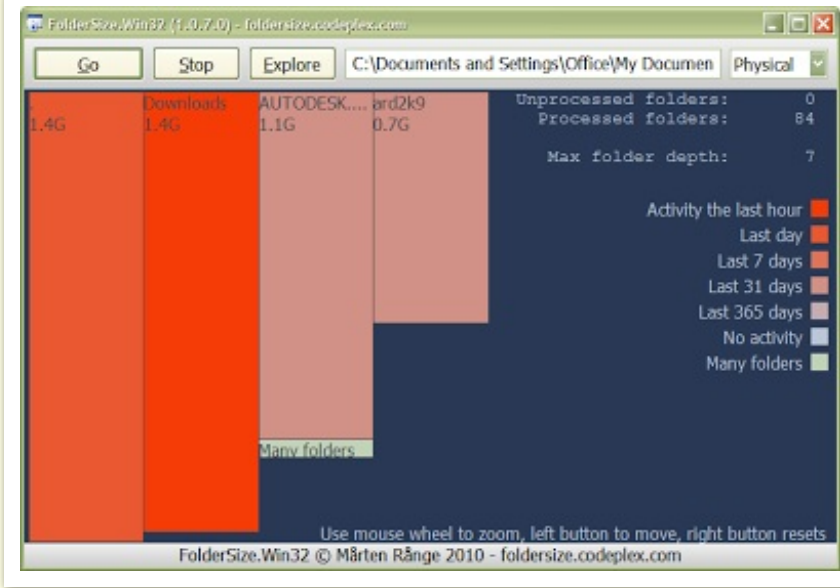 FolderSize.Win32 (1.0.7.0) - foldersize.codeplex.com
Go Stop Explore C:\Documents and Settings\Office\My Documen Physical
. Downloads AUTODESK.... ard2k9
1.4G 1.4G 1.1G 0.7G
Unprocessed folders: 0
Processed folders: 84
Max folder depth: 7
Activity the last hour
Last day
Last 7 days
Last 31 days
Last 365 days
No activity
Many folders
Many folders
Use mouse wheel to zoom, left button to move, right button resets
FolderSize.Win32 © Mårten Rånge 2010 - foldersize.codeplex.com